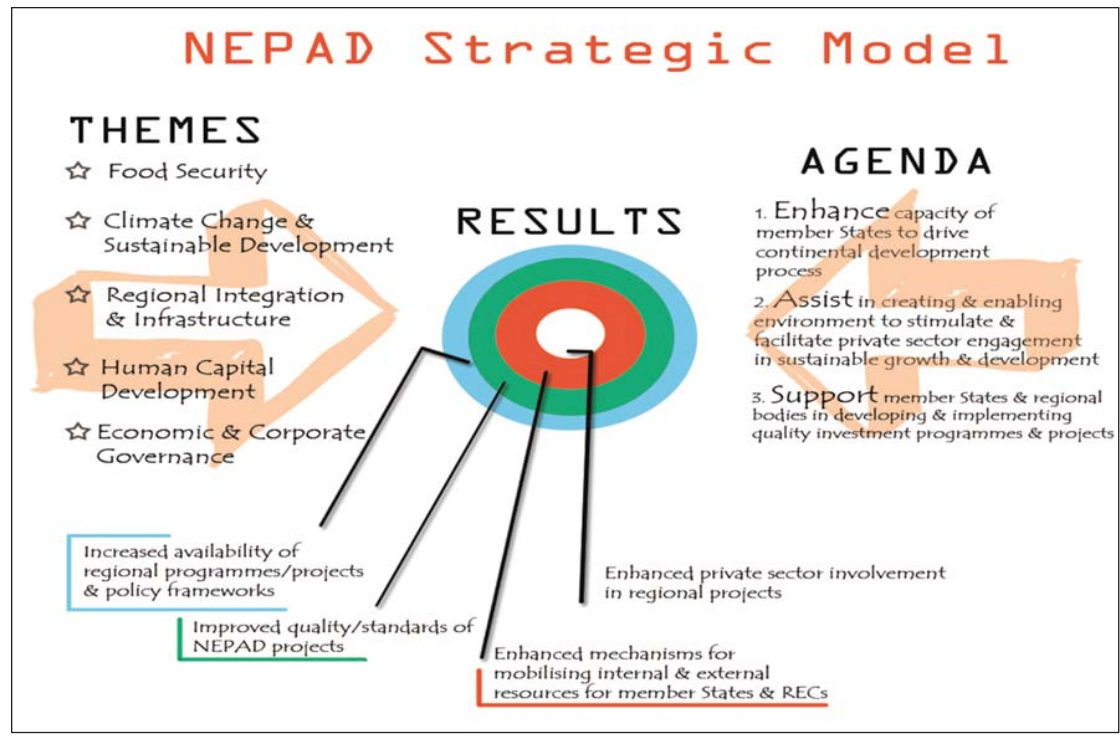 NEPAD Strategic Model
THEMES
Food Security
Climate Change &
Sustainable Development
Regional Integration
& Infrastructure
Human Capital
Development
Economic & Corporate
Governance
RESULTS
AGENDA
1. Enhance capacity of
member States to drive
continental development
process
2. Assist in creating & enabling
environment to stimulate &
facilitate private sector engagement
in sustainable growth & development
3. Support member States & regional
bodies in developing & implementing
quality investment programmes & projects
Increased availability of
regional programmes/projects
& policy frameworks
Improved quality/standards of
NEPAD projects
Enhanced mechanisms for
mobilising internal & external
resources for member States & RECs
Enhanced private sector involvement
in regional projects